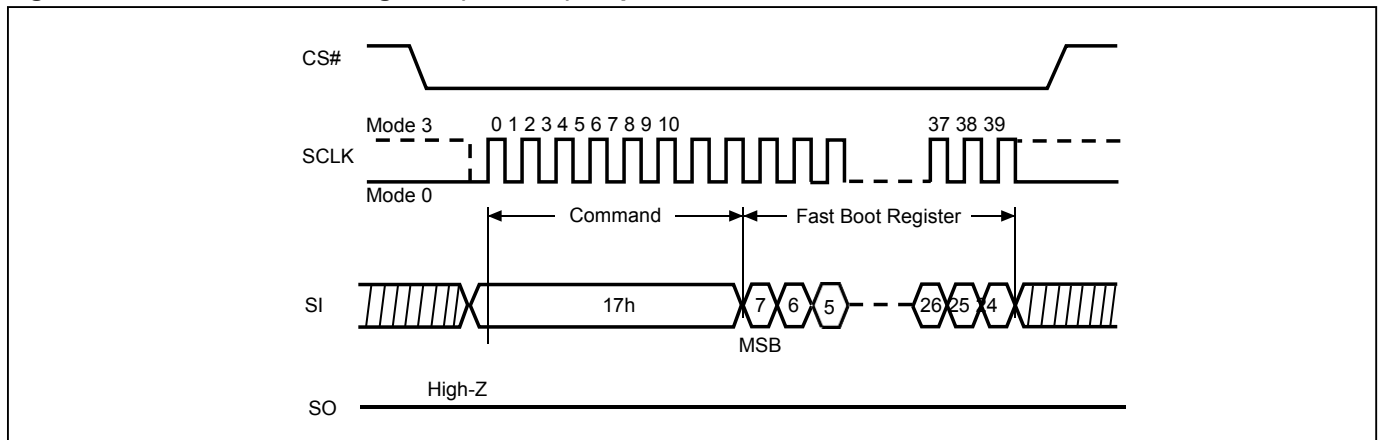 CS#
Mode 3
0 1 2 3 4 5 6 7 8 9 10
37 38 39
SCLK
Mode 0
Command
Fast Boot Register
SI
17h
7
6
5
26
25
24
MSB
High-Z
SO